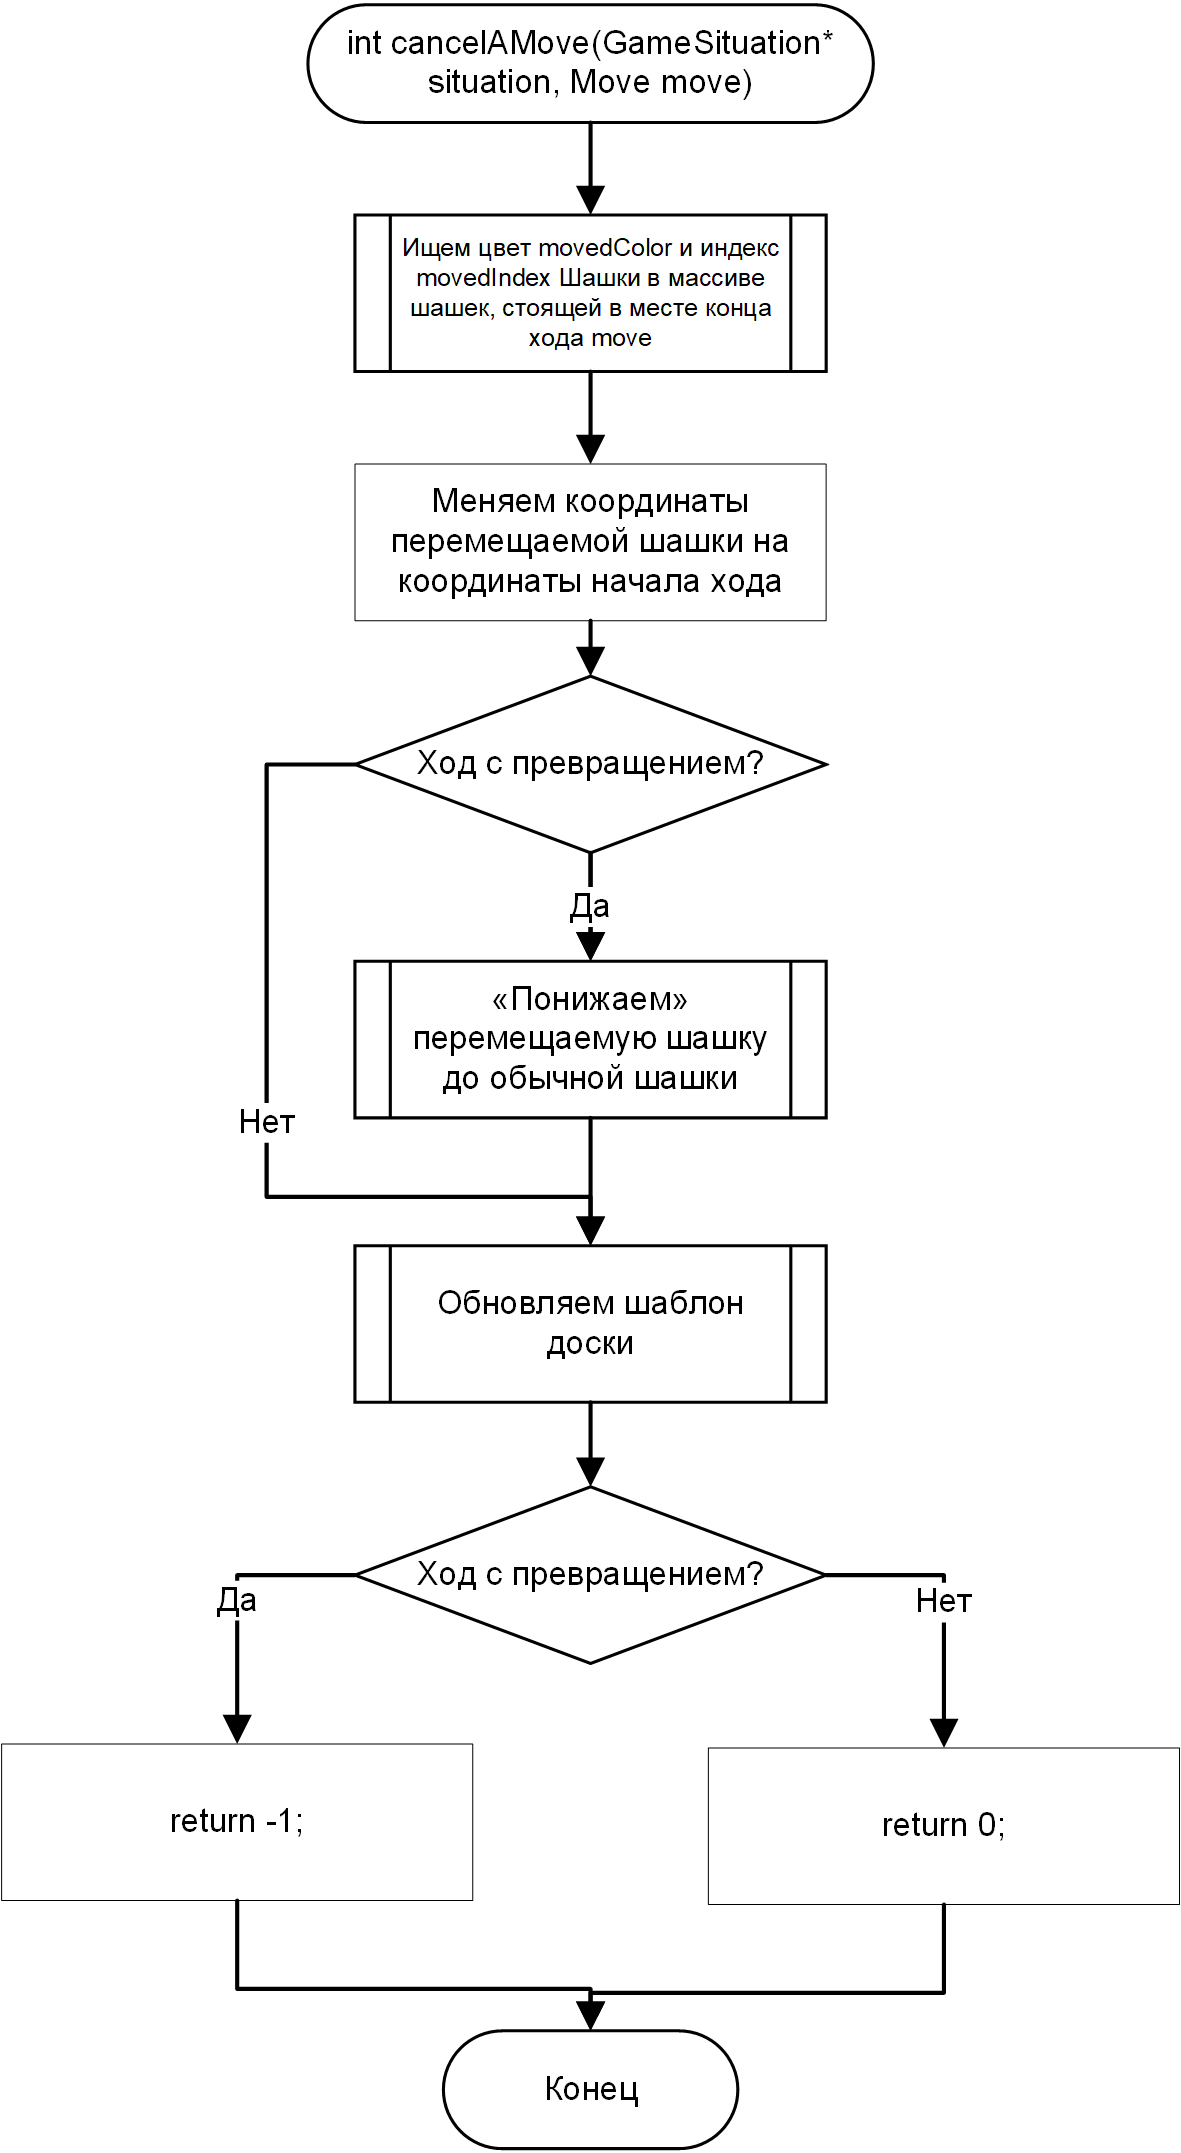 int cancelAMove(GameSituation*
situation, Move move)
Ищем цвет movedColor и индекс
movedIndex Шашки в массиве
шашек, стоящей в месте конца
хода move
Меняем координаты
перемещаемой шашки на
координаты начала хода
Ход с превращением?
Да
«Понижаем»
перемещаемую шашку
до обычной шашки
Нет
Обновляем шаблон
доски
Ход с превращением?
Да
Нет
return -1;
return 0;
Конец